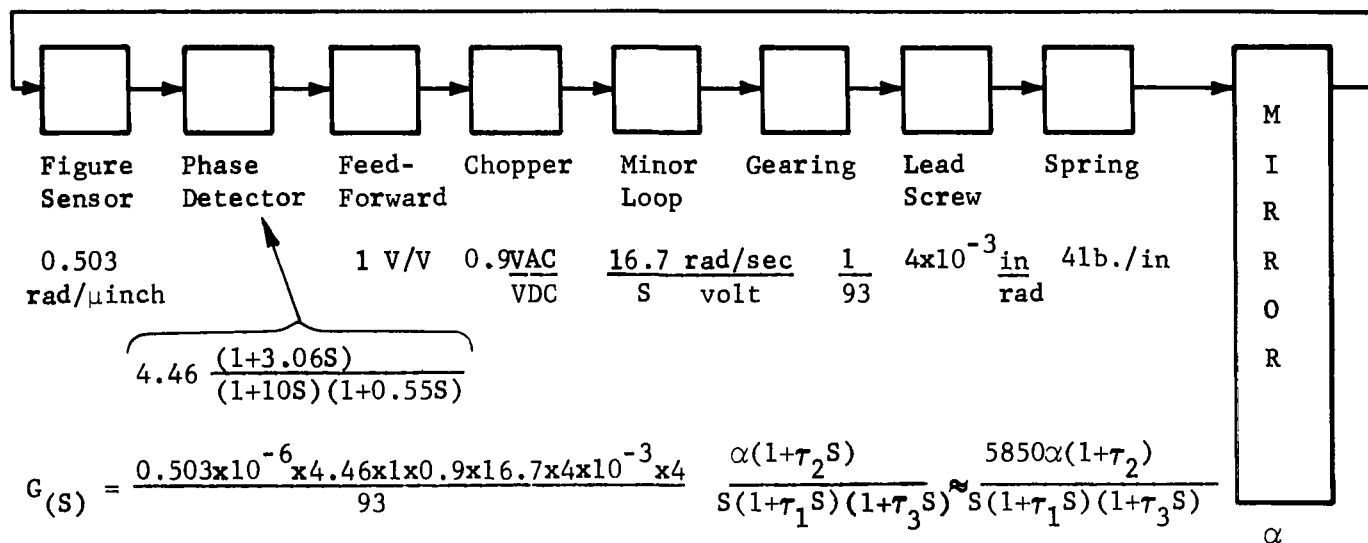 M
I
R
R
O
R
Figure Sensor
Phase Detector
Feed-Forward
Chopper
Minor Loop
Gearing
Lead Screw
Spring
0.503 rad/μinch
1 V/V
0.9 VAC/VDC
16.7/S rad/sec/volt
1/93
4x10^-3 in/rad
4lb./in
4.46 (1+3.06S)/(1+10S)(1+0.55S)
G(S) = 0.503x10^-6 x4.46x1x0.9x16.7x4x10^-3 x4/93 α(1+τ2S)/S(1+τ1S)(1+τ3S) ≈ 5850α(1+τ2)/S(1+τ1S)(1+τ3S)
α